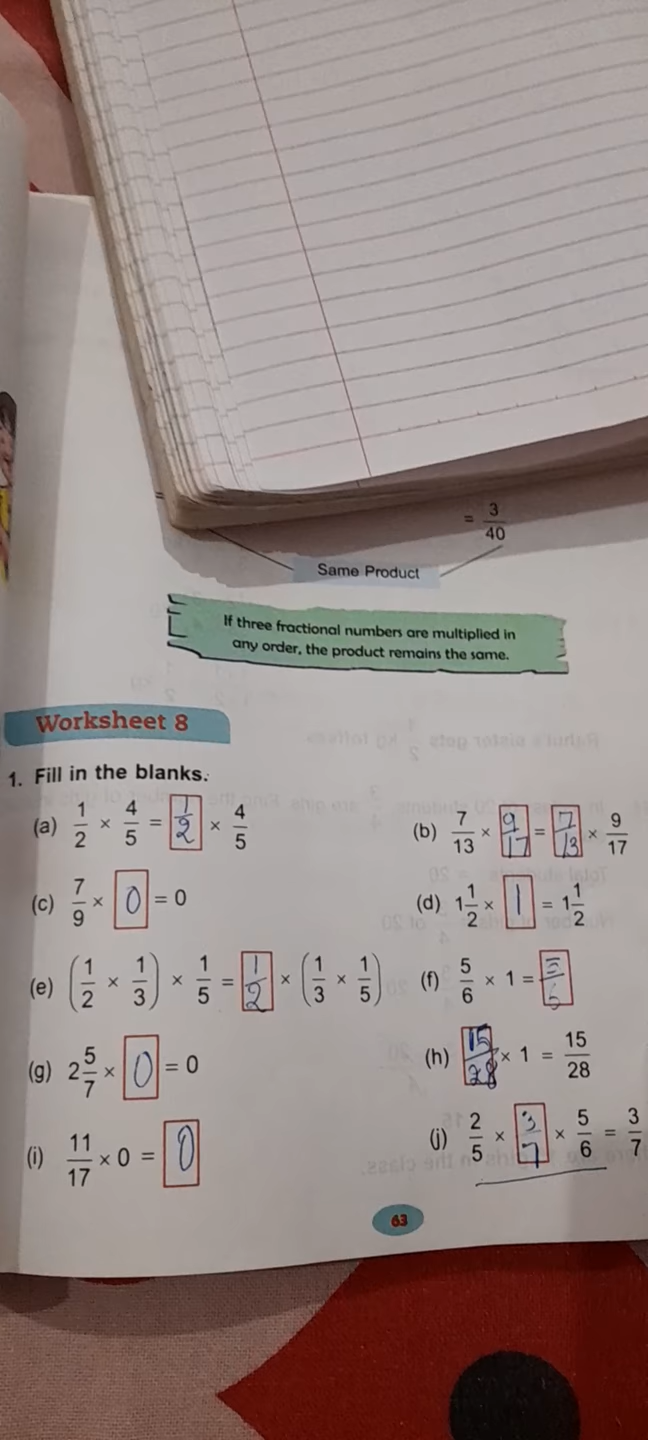 = 3/40
Same Product
If three fractional numbers are multiplied in
any order, the product remains the same.
Worksheet 8
1. Fill in the blanks.
(a) 1/2 × 4/5 = 1/2 × 4/5
(b) 7/13 × 9/17 = 7/13 × 9/17
(c) 7/9 × 0 = 0
(d) 1 1/2 × 1 = 1 1/2
(e) (1/2 × 1/3) × 1/5 = 1/2 × (1/3 × 1/5)
(f) 5/6 × 1 =
(g) 2 5/7 × 0 = 0
(h) 15/28 × 1 = 15/28
(i) 11/17 × 0 = 0
(j) 2/5 × 3/7 × 5/6 = 3/7
63